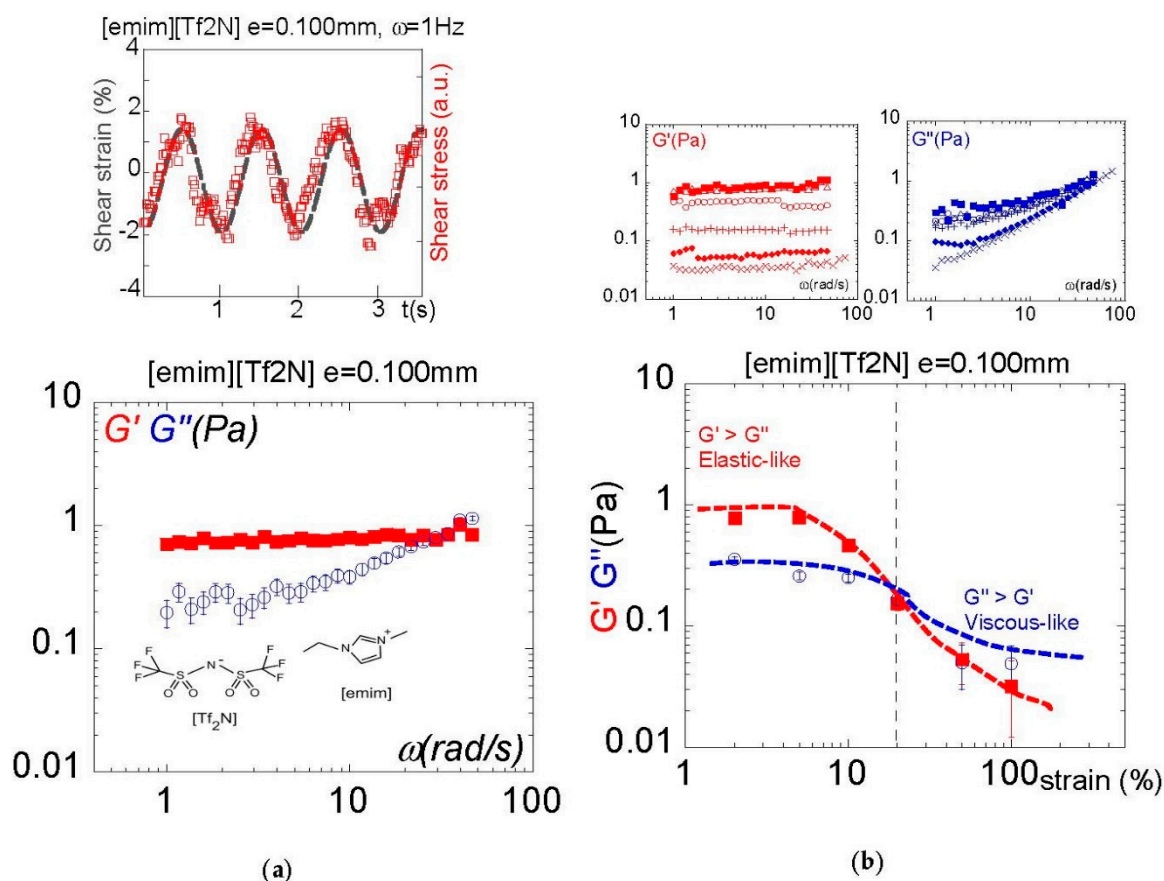 [emim][Tf2N] e=0.100mm, ω=1Hz
Shear strain (%)
4
2
0
-2
-4
1
2
3
t(s)
Shear stress (a.u.)
[emim][Tf2N] e=0.100mm
G' G''(Pa)
10
1
0.1
0.01
1
10
100
ω(rad/s)
F
F
F
S
O
O
N
-
S
O
O
F
F
F
[Tf2N]
N
N
+
[emim]
(a)
G'(Pa)
10
1
0.1
0.01
1
10
100
ω(rad/s)
G''(Pa)
10
1
0.1
0.01
1
10
100
ω(rad/s)
[emim][Tf2N] e=0.100mm
G' G''(Pa)
10
1
0.1
0.01
G' > G''
Elastic-like
G'' > G'
Viscous-like
1
10
100
strain (%)
(b)